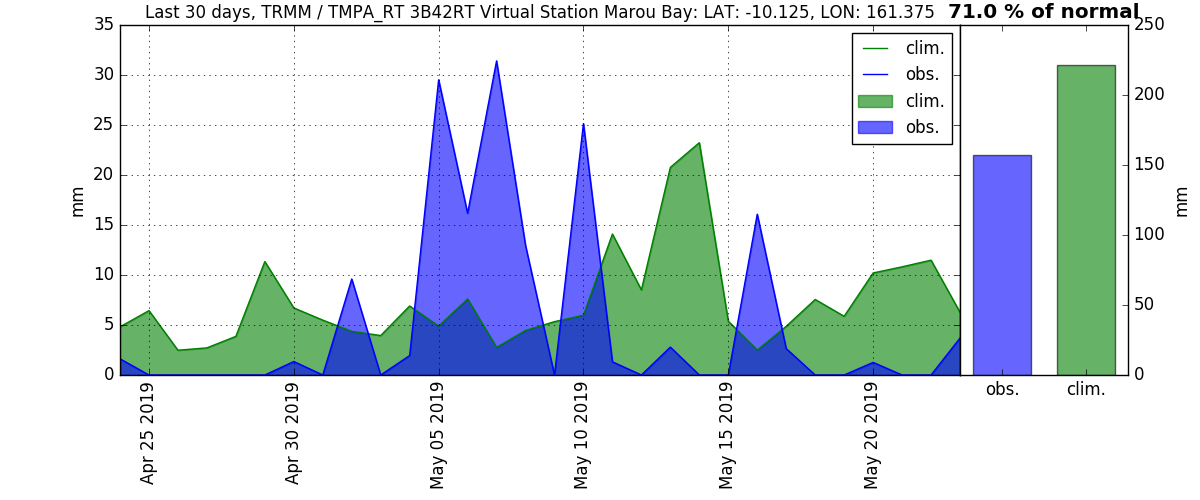 Last 30 days, TRMM / TMPA_RT 3B42RT Virtual Station Marou Bay: LAT: -10.125, LON: 161.375
71.0 % of normal
35
30
25
20
15
10
5
0
mm
clim.
obs.
clim.
obs.
Apr 25 2019
Apr 30 2019
May 05 2019
May 10 2019
May 15 2019
May 20 2019
250
200
150
100
50
0
mm
obs.
clim.